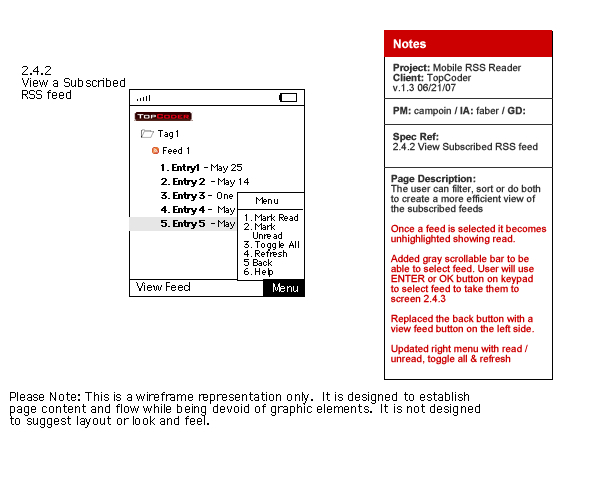 2.4.2
View a Subscribed
RSS feed
TOPCODER
Tag1
Feed 1
1. Entry1 - May 25
2. Entry 2 - May 14
3. Entry 3 - One
4. Entry 4 - May
5. Entry 5 - May
Menu
1. Mark Read
2. Mark
Unread
3. Toggle All
4. Refresh
5 Back
6. Help
View Feed
Menu
Notes
Project: Mobile RSS Reader
Client: TopCoder
v.1.3 06/21/07
PM: campoin / IA: faber / GD:
Spec Ref:
2.4.2 View Subscribed RSS feed
Page Description:
The user can filter, sort or do both
to create a more efficient view of
the subscribed feeds
Once a feed is selected it becomes
unhighlighted showing read.
Added gray scrollable bar to be
able to select feed. User will use
ENTER or OK button on keypad
to select feed to take them to
screen 2.4.3
Replaced the back button with a
view feed button on the left side.
Updated right menu with read /
unread, toggle all & refresh
Please Note: This is a wireframe representation only.  It is designed to establish
page content and flow while being devoid of graphic elements.  It is not designed
to suggest layout or look and feel.